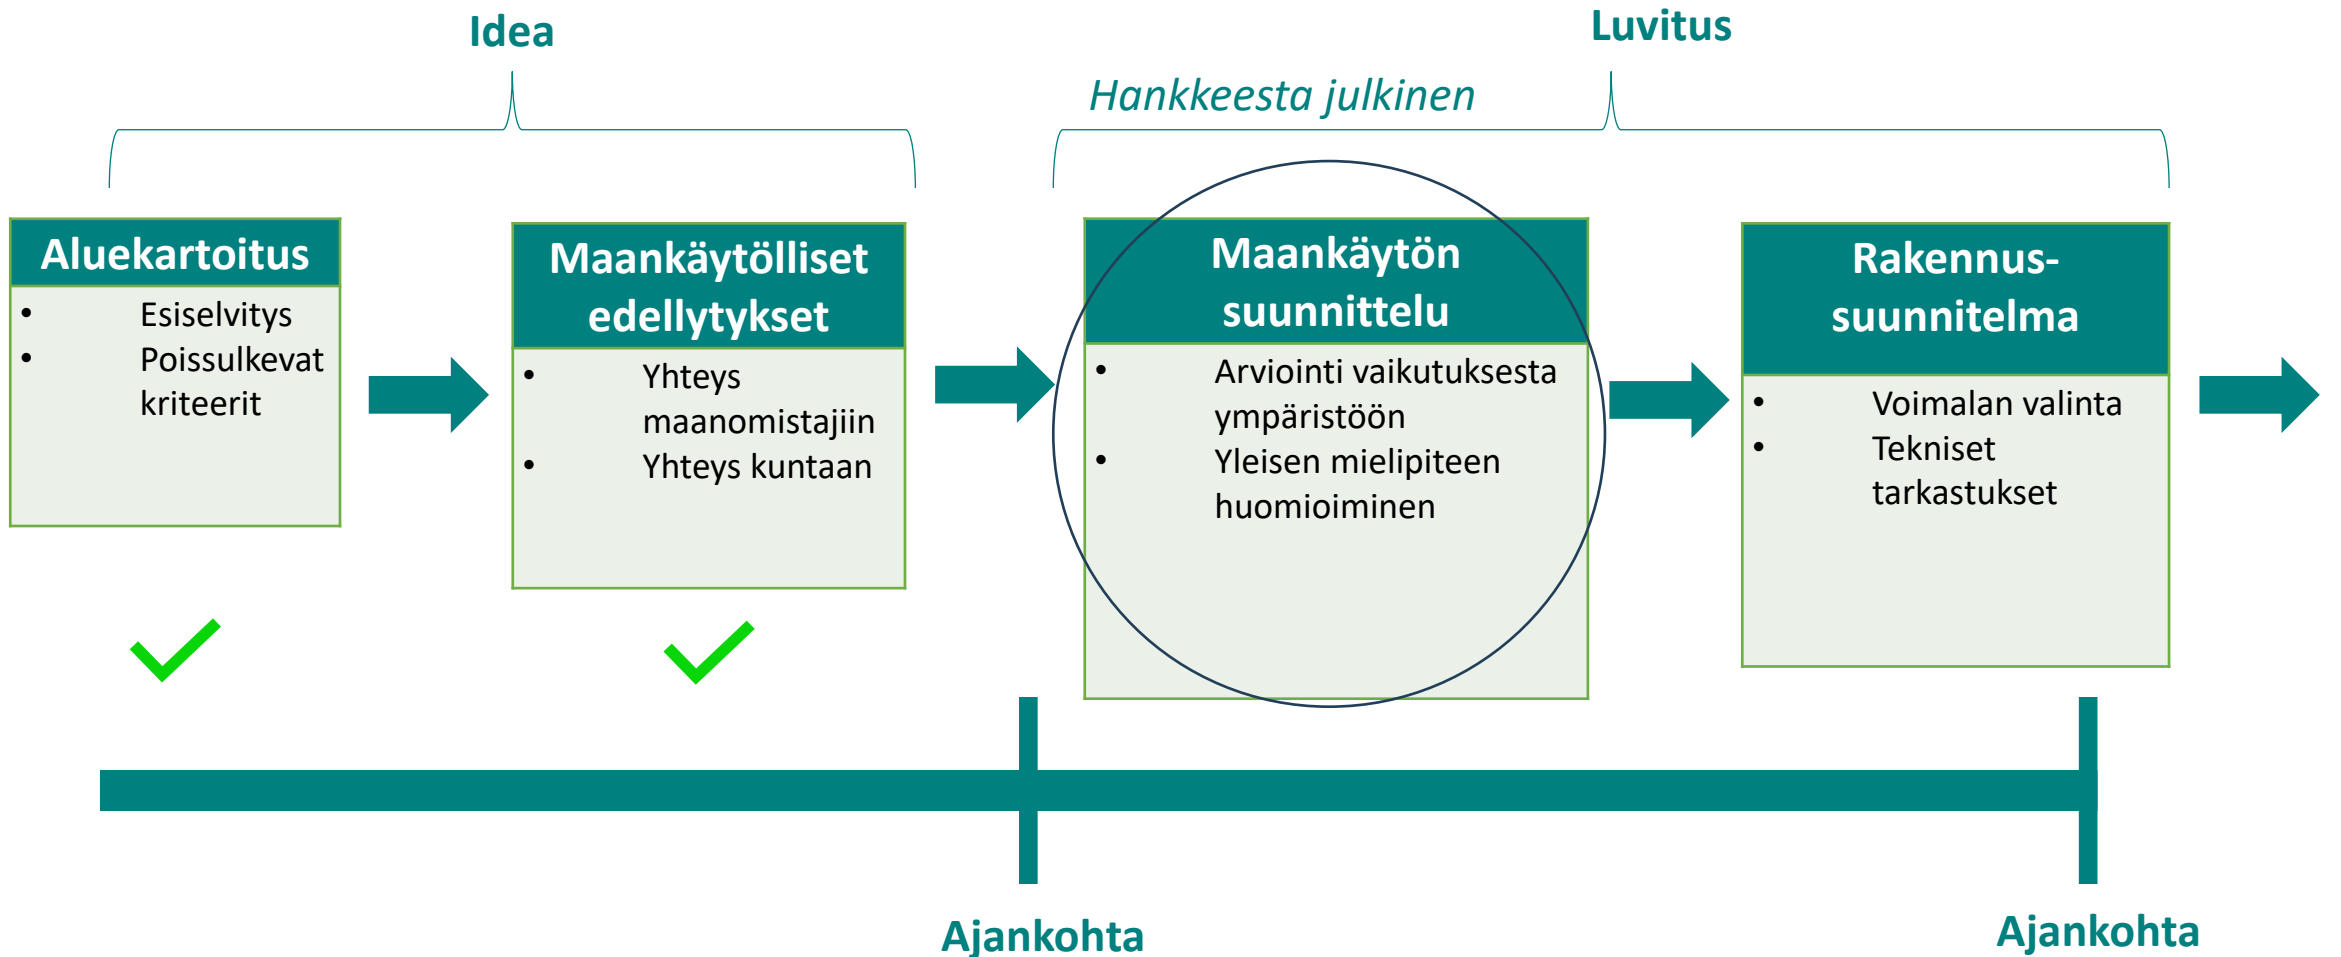 Idea
Luvitus
Hankkeesta julkinen
Aluekartoitus
• Esiselvitys
• Poissulkevat
kriteerit
Maankäytölliset
edellytykset
• Yhteys
maanomistajiin
• Yhteys kuntaan
Maankäytön
suunnittelu
• Arviointi vaikutuksesta
ympäristöön
• Yleisen mielipiteen
huomioiminen
Rakennus-
suunnitelma
• Voimalan valinta
• Tekniset
tarkastukset
Ajankohta
Ajankohta